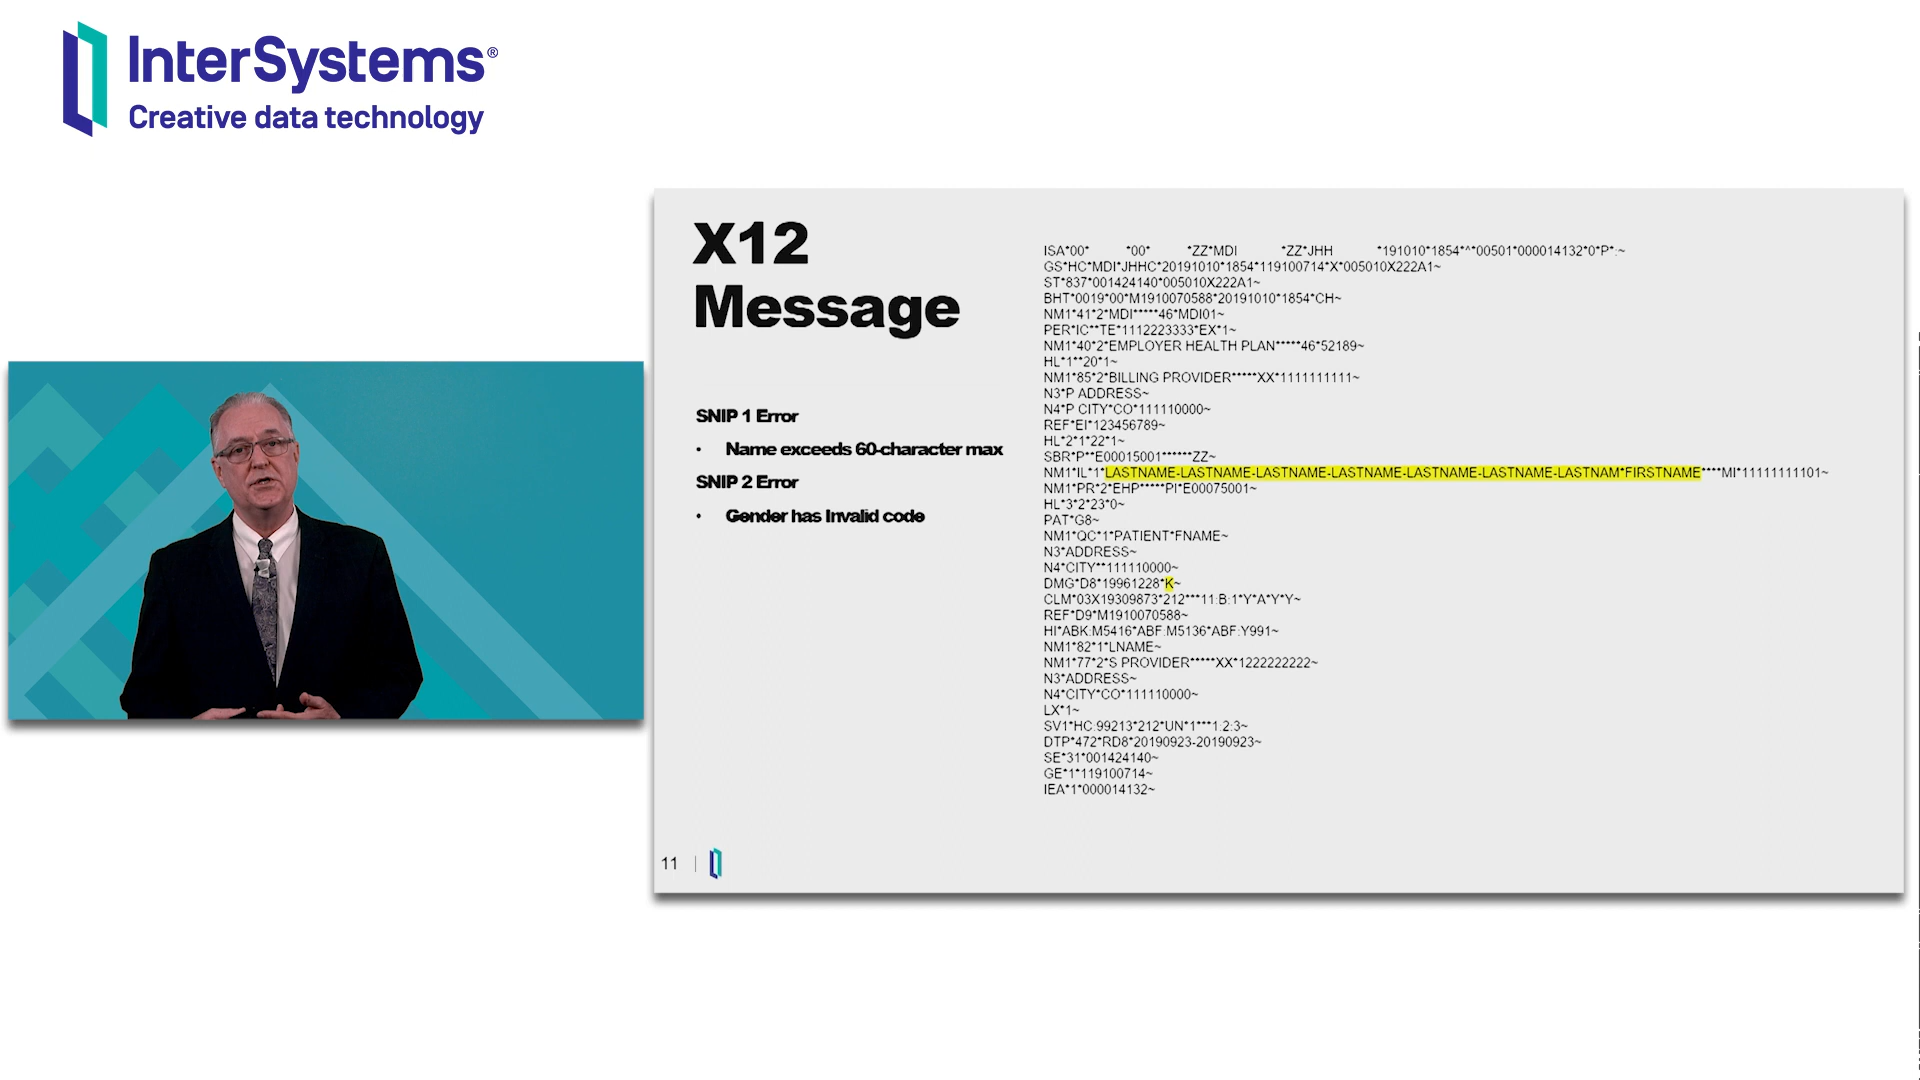 InterSystems®
Creative data technology
X12
Message
SNIP 1 Error
• Name exceeds 60-character max
SNIP 2 Error
• Gender has Invalid code
ISA*00* *00* *ZZ*MDI *ZZ*JHH *191010*1854*^*00501*000014132*0*P*:~
GS*HC*MDI*JHHC*20191010*1854*119100714*X*005010X222A1~
ST*837*001424140*005010X222A1~
BHT*0019*00*M1910070588*20191010*1854*CH~
NM1*41*2*MDI*****46*MDI01~
PER*IC**TE*1112223333*EX*1~
NM1*40*2*EMPLOYER HEALTH PLAN*****46*52189~
HL*1**20*1~
NM1*85*2*BILLING PROVIDER*****XX*1111111111~
N3*P ADDRESS~
N4*P CITY*CO*111110000~
REF*EI*123456789~
HL*2*1*22*1~
SBR*P**E00015001******ZZ~
NM1*IL*1*LASTNAME-LASTNAME-LASTNAME-LASTNAME-LASTNAME-LASTNAME-LASTNAM*FIRSTNAME****MI*11111111101~
NM1*PR*2*EHP*****PI*E00075001~
HL*3*2*23*0~
PAT*G8~
NM1*QC*1*PATIENT*FNAME~
N3*ADDRESS~
N4*CITY**111110000~
DMG*D8*19961228*K~
CLM*03X19309873*212***11:B:1*Y*A*Y*Y~
REF*D9*M1910070588~
HI*ABK:M5416*ABF:M5136*ABF:Y991~
NM1*82*1*LNAME~
NM1*77*2*S PROVIDER*****XX*1222222222~
N3*ADDRESS~
N4*CITY*CO*111110000~
LX*1~
SV1*HC:99213*212*UN*1***1:2:3~
DTP*472*RD8*20190923-20190923~
SE*31*001424140~
GE*1*119100714~
IEA*1*000014132~
11